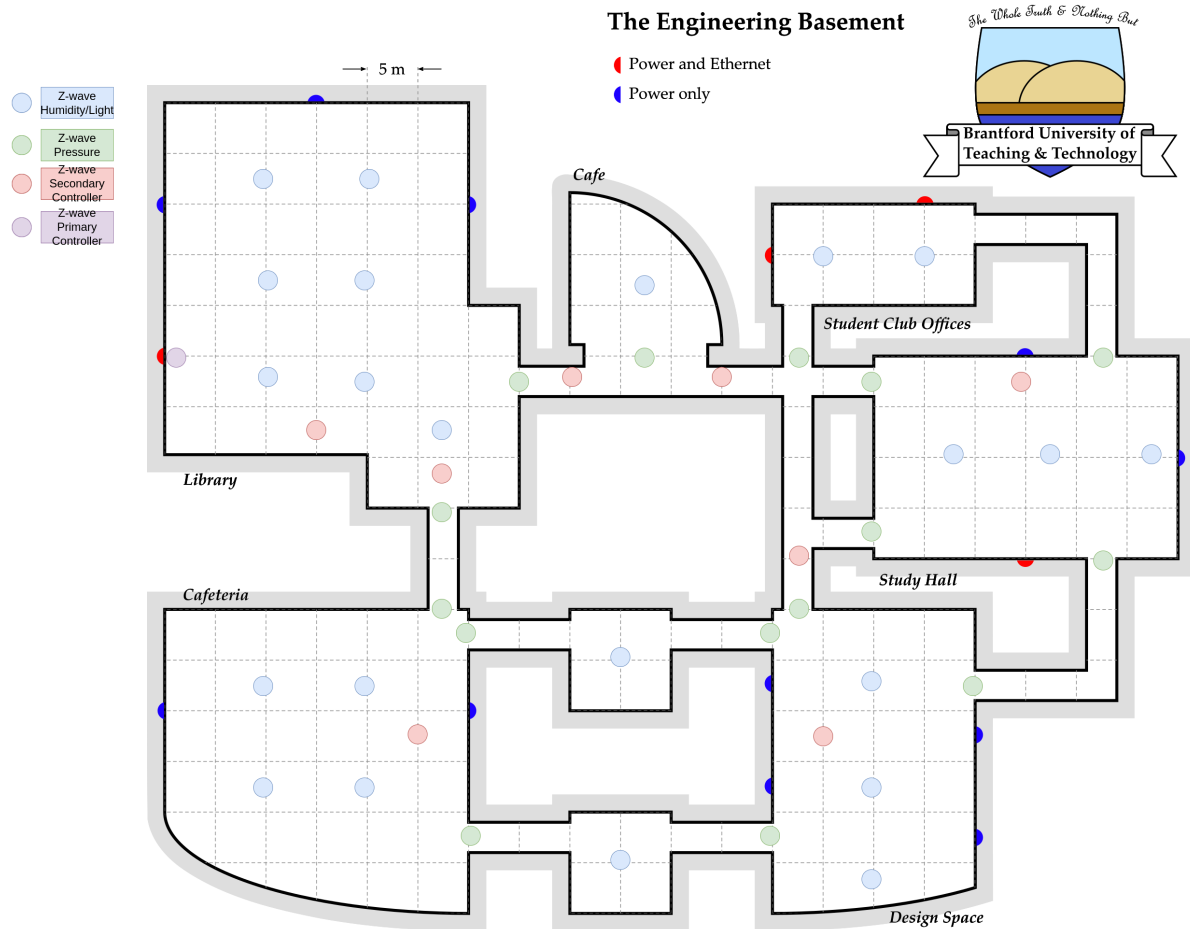 The Engineering Basement
The Whole Truth & Nothing But
5 m
Power and Ethernet
Power only
Z-wave
Humidity/Light
Z-wave
Pressure
Z-wave
Secondary
Controller
Z-wave
Primary
Controller
Brantford University of
Teaching & Technology
Cafe
Student Club Offices
Library
Study Hall
Cafeteria
Design Space